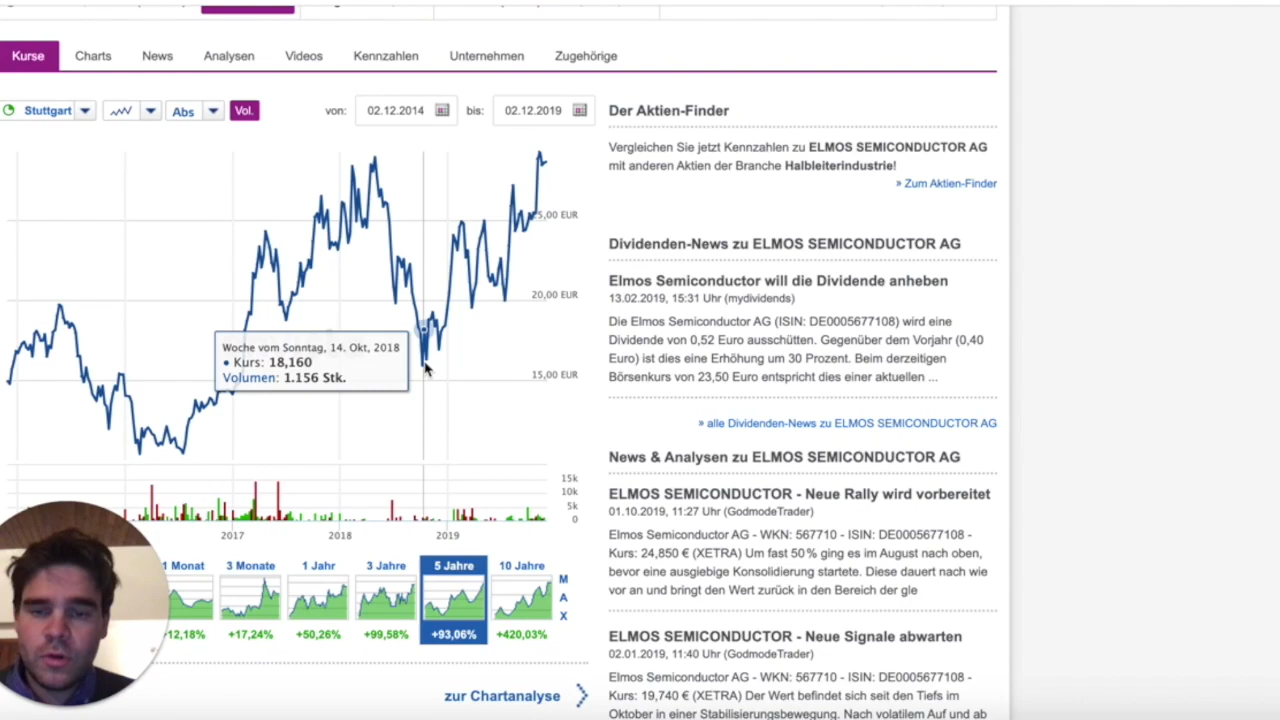 Kurse Charts News Analysen Videos Kennzahlen Unternehmen Zugehörige
Stuttgart Abs Vol. von: 02.12.2014 bis: 02.12.2019
25,00 EUR
20,00 EUR
15,00 EUR
Woche vom Sonntag, 14. Okt, 2018
• Kurs: 18,160
Volumen: 1.156 Stk.
15k
10k
5k
0
2017 2018 2019
1 Monat 3 Monate 1 Jahr 3 Jahre 5 Jahre 10 Jahre
M
A
X
12,18% +17,24% +50,26% +99,58% +93,06% +420,03%
zur Chartanalyse
Der Aktien-Finder
Vergleichen Sie jetzt Kennzahlen zu ELMOS SEMICONDUCTOR AG
mit anderen Aktien der Branche Halbleiterindustrie!
» Zum Aktien-Finder
Dividenden-News zu ELMOS SEMICONDUCTOR AG
Elmos Semiconductor will die Dividende anheben
13.02.2019, 15:31 Uhr (mydividends)
Die Elmos Semiconductor AG (ISIN: DE0005677108) wird eine
Dividende von 0,52 Euro ausschütten. Gegenüber dem Vorjahr (0,40
Euro) ist dies eine Erhöhung um 30 Prozent. Beim derzeitigen
Börsenkurs von 23,50 Euro entspricht dies einer aktuellen ...
» alle Dividenden-News zu ELMOS SEMICONDUCTOR AG
News & Analysen zu ELMOS SEMICONDUCTOR AG
ELMOS SEMICONDUCTOR - Neue Rally wird vorbereitet
01.10.2019, 11:27 Uhr (GodmodeTrader)
Elmos Semiconductor AG - WKN: 567710 - ISIN: DE0005677108 -
Kurs: 24,850 € (XETRA) Um fast 50 % ging es im August nach oben,
bevor eine ausgiebige Konsolidierung startete. Diese dauert nach wie
vor an und bringt den Wert zurück in den Bereich der gle
ELMOS SEMICONDUCTOR - Neue Signale abwarten
02.01.2019, 11:40 Uhr (GodmodeTrader)
Elmos Semiconductor AG - WKN: 567710 - ISIN: DE0005677108 -
Kurs: 19,740 € (XETRA) Der Wert befindet sich seit den Tiefs im
Oktober in einer Stabilisierungsbewegung. Nach volatilem Auf und ab